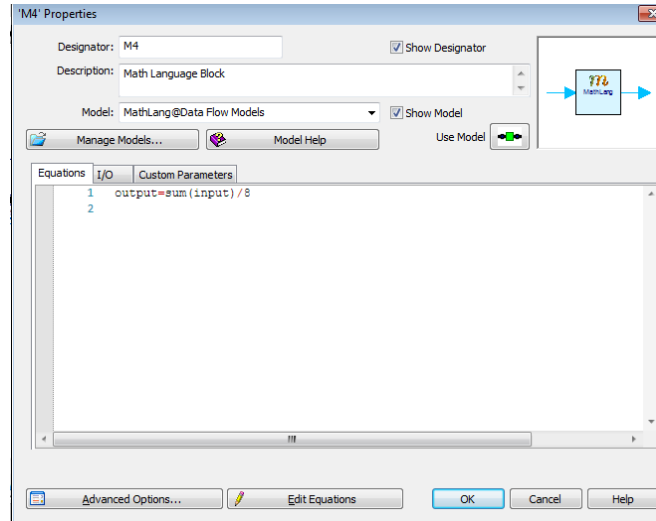 'M4' Properties
Designator: M4
Show Designator
Description: Math Language Block
Model: MathLang@Data Flow Models
Show Model
Manage Models...
Model Help
Use Model
MathLang
Equations I/O Custom Parameters
1 output=sum(input)/8
2
Advanced Options...
Edit Equations
OK
Cancel
Help